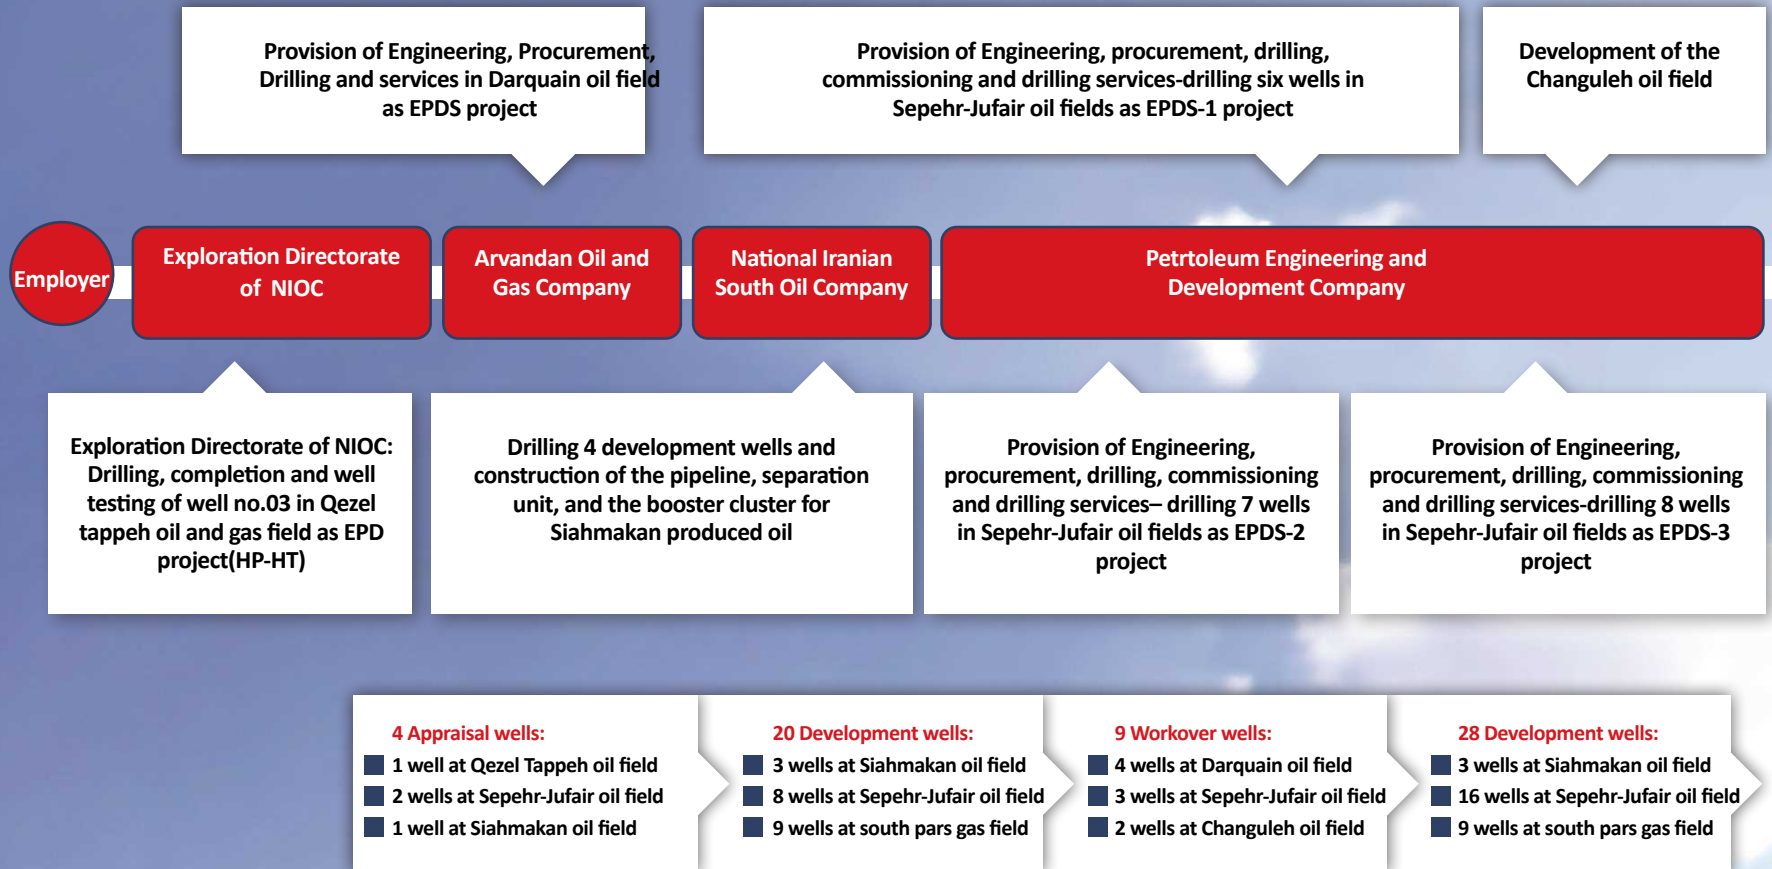 Provision of Engineering, Procurement,
Drilling and services in Darquain oil field
as EPDS project
Provision of Engineering, procurement, drilling,
commissioning and drilling services-drilling six wells in
Sepehr-Jufair oil fields as EPDS-1 project
Development of the
Changuleh oil field
Employer
Exploration Directorate
of NIOC
Arvandan Oil and
Gas Company
National Iranian
South Oil Company
Petrtoleum Engineering and
Development Company
Exploration Directorate of NIOC:
Drilling, completion and well
testing of well no.03 in Qezel
tappeh oil and gas field as EPD
project(HP-HT)
Drilling 4 development wells and
construction of the pipeline, separation
unit, and the booster cluster for
Siahmakan produced oil
Provision of Engineering,
procurement, drilling, commissioning
and drilling services– drilling 7 wells
in Sepehr-Jufair oil fields as EPDS-2
project
Provision of Engineering,
procurement, drilling, commissioning
and drilling services-drilling 8 wells
in Sepehr-Jufair oil fields as EPDS-3
project
4 Appraisal wells:
1 well at Qezel Tappeh oil field
2 wells at Sepehr-Jufair oil field
1 well at Siahmakan oil field
20 Development wells:
3 wells at Siahmakan oil field
8 wells at Sepehr-Jufair oil field
9 wells at south pars gas field
9 Workover wells:
4 wells at Darquain oil field
3 wells at Sepehr-Jufair oil field
2 wells at Changuleh oil field
28 Development wells:
3 wells at Siahmakan oil field
16 wells at Sepehr-Jufair oil field
9 wells at south pars gas field